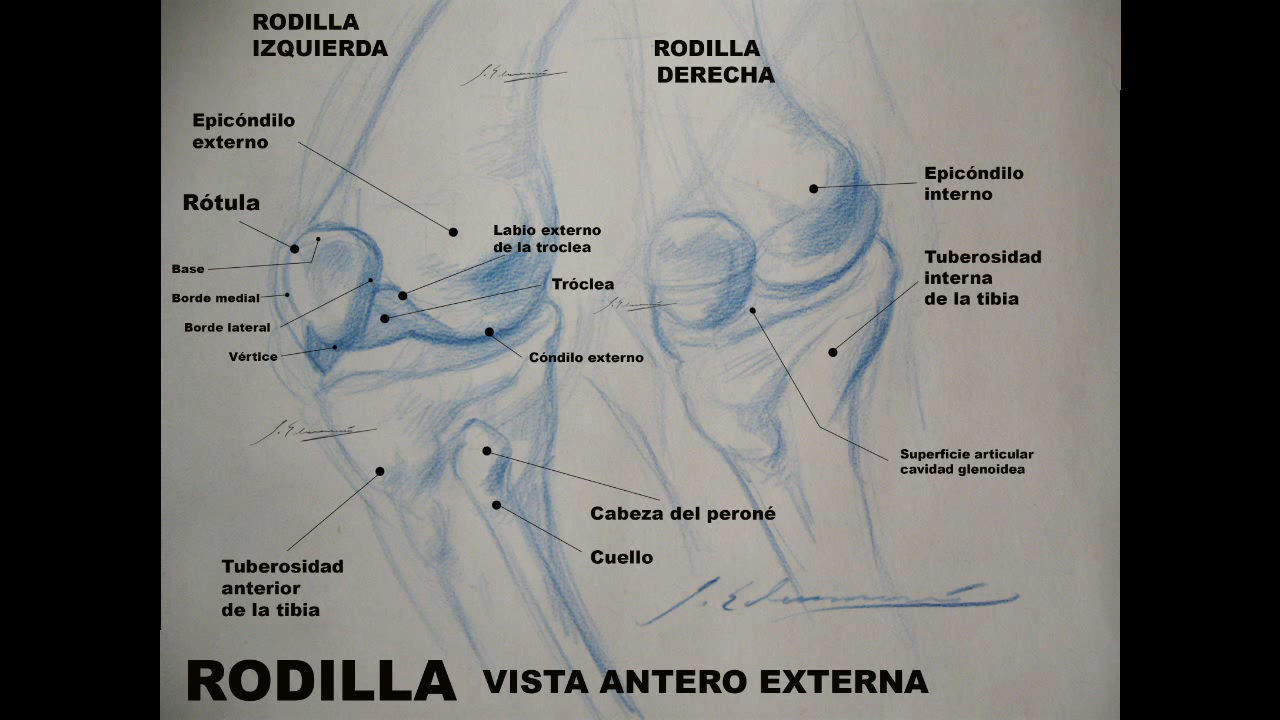 RODILLA
IZQUIERDA
RODILLA
DERECHA
Epicóndilo
externo
Rótula
Base
Borde medial
Borde lateral
Vértice
Labio externo
de la troclea
Tróclea
Cóndilo externo
Cabeza del peroné
Cuello
Tuberosidad
anterior
de la tibia
Epicóndilo
interno
Tuberosidad
interna
de la tibia
Superficie articular
cavidad glenoidea
RODILLA VISTA ANTERO EXTERNA